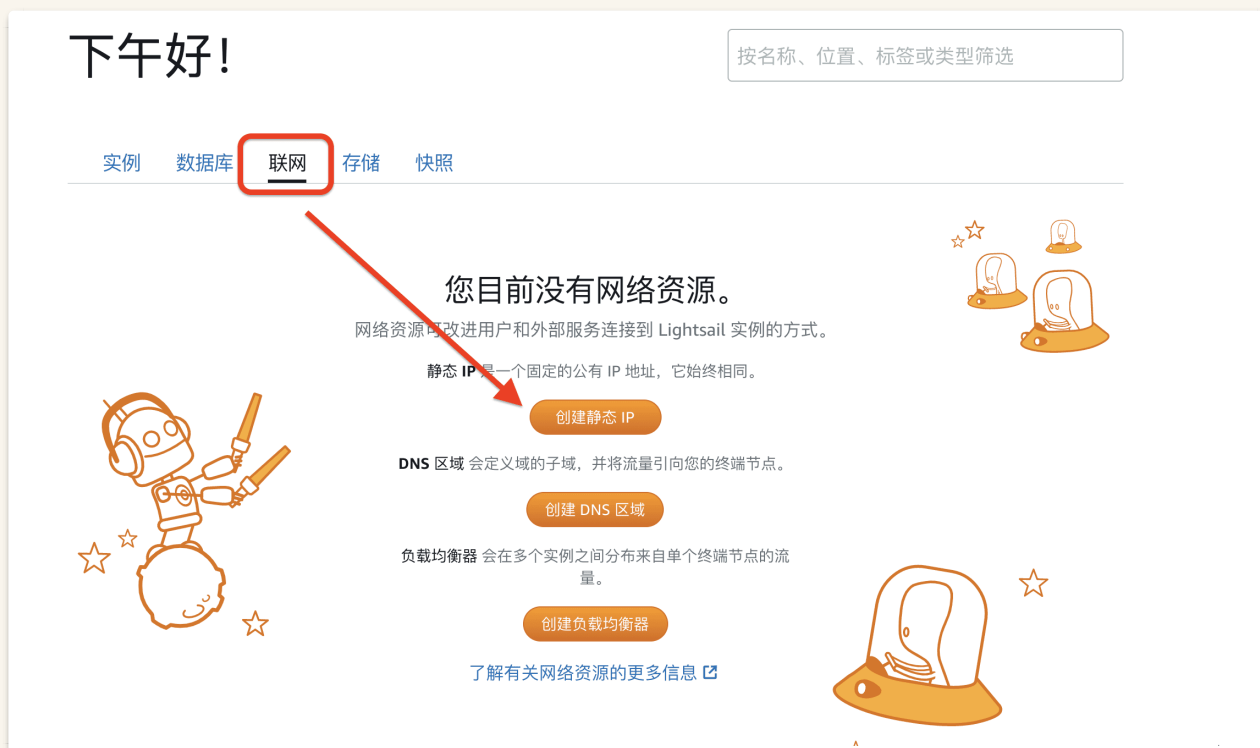 下午好！
按名称、位置、标签或类型筛选
实例 数据库 联网 存储 快照
您目前没有网络资源。
网络资源可改进用户和外部服务连接到 Lightsail 实例的方式。
静态 IP 是一个固定的公有 IP 地址，它始终相同。
创建静态 IP
DNS 区域 会定义域的子域，并将流量引向您的终端节点。
创建 DNS 区域
负载均衡器 会在多个实例之间分布来自单个终端节点的流
量。
创建负载均衡器
了解有关网络资源的更多信息